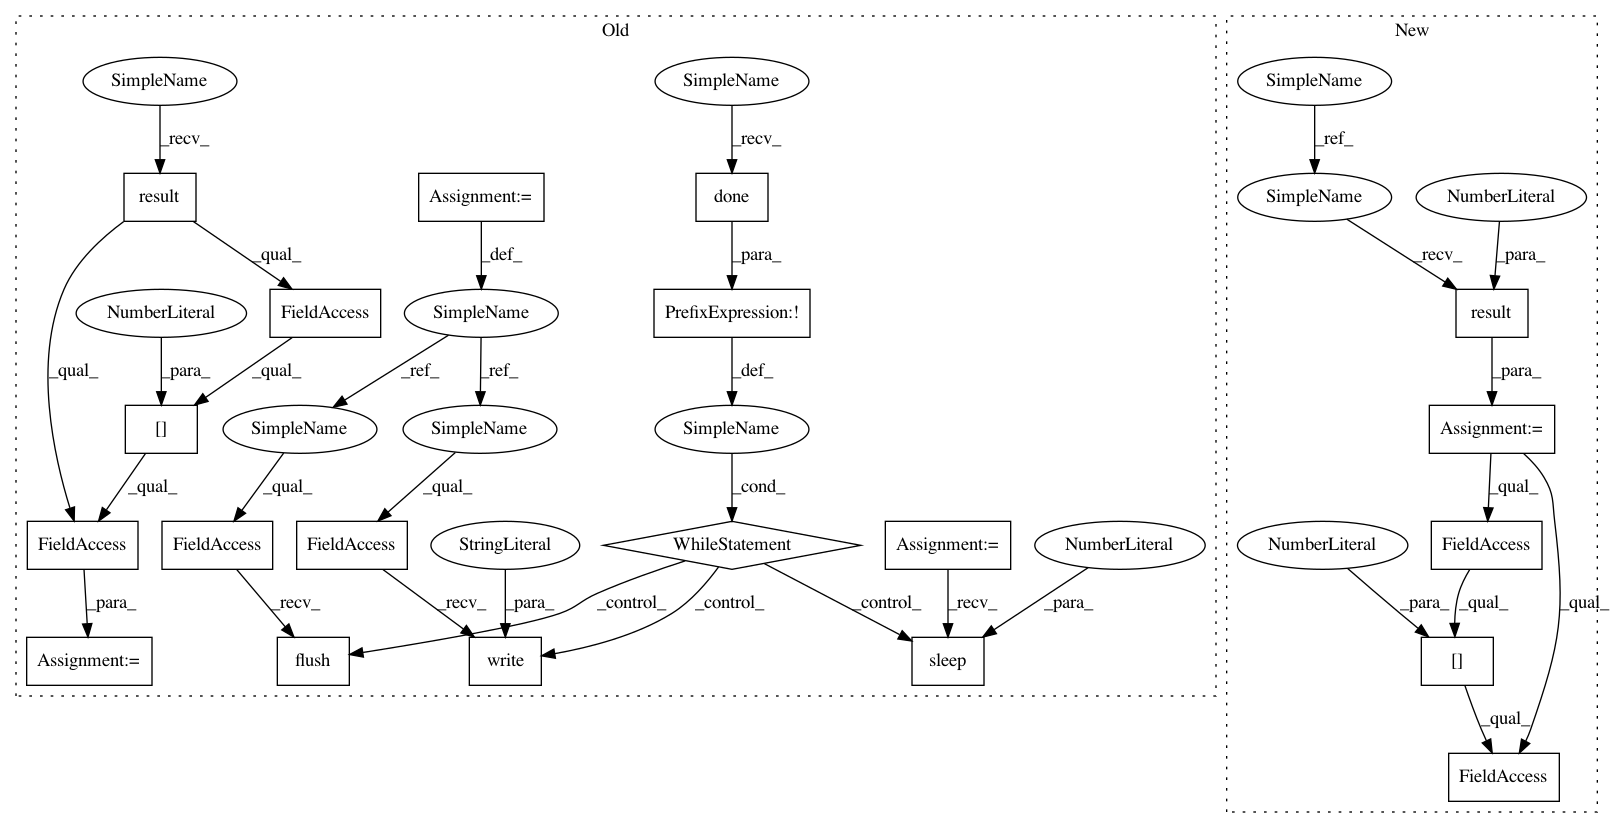 Old
New
SimpleName
SimpleName
SimpleName
_recv_
_recv_
_ref_
result
Assignment:=
done
SimpleName
NumberLiteral
_qual_
_def_
_para_
_recv_
_para_
NumberLiteral
FieldAccess
SimpleName
PrefixExpression:!
result
_qual_
_para_
_qual_
_ref_
_ref_
_def_
_para_
[]
SimpleName
SimpleName
SimpleName
Assignment:=
_qual_
_qual_
_qual_
_cond_
_qual_
FieldAccess
FieldAccess
FieldAccess
StringLiteral
WhileStatement
Assignment:=
NumberLiteral
NumberLiteral
FieldAccess
_para_
_recv_
_recv_
_para_
_control_
_control_
_control_
_recv_
_para_
_para_
_qual_
_qual_
Assignment:=
flush
write
sleep
[]
_qual_
FieldAccess